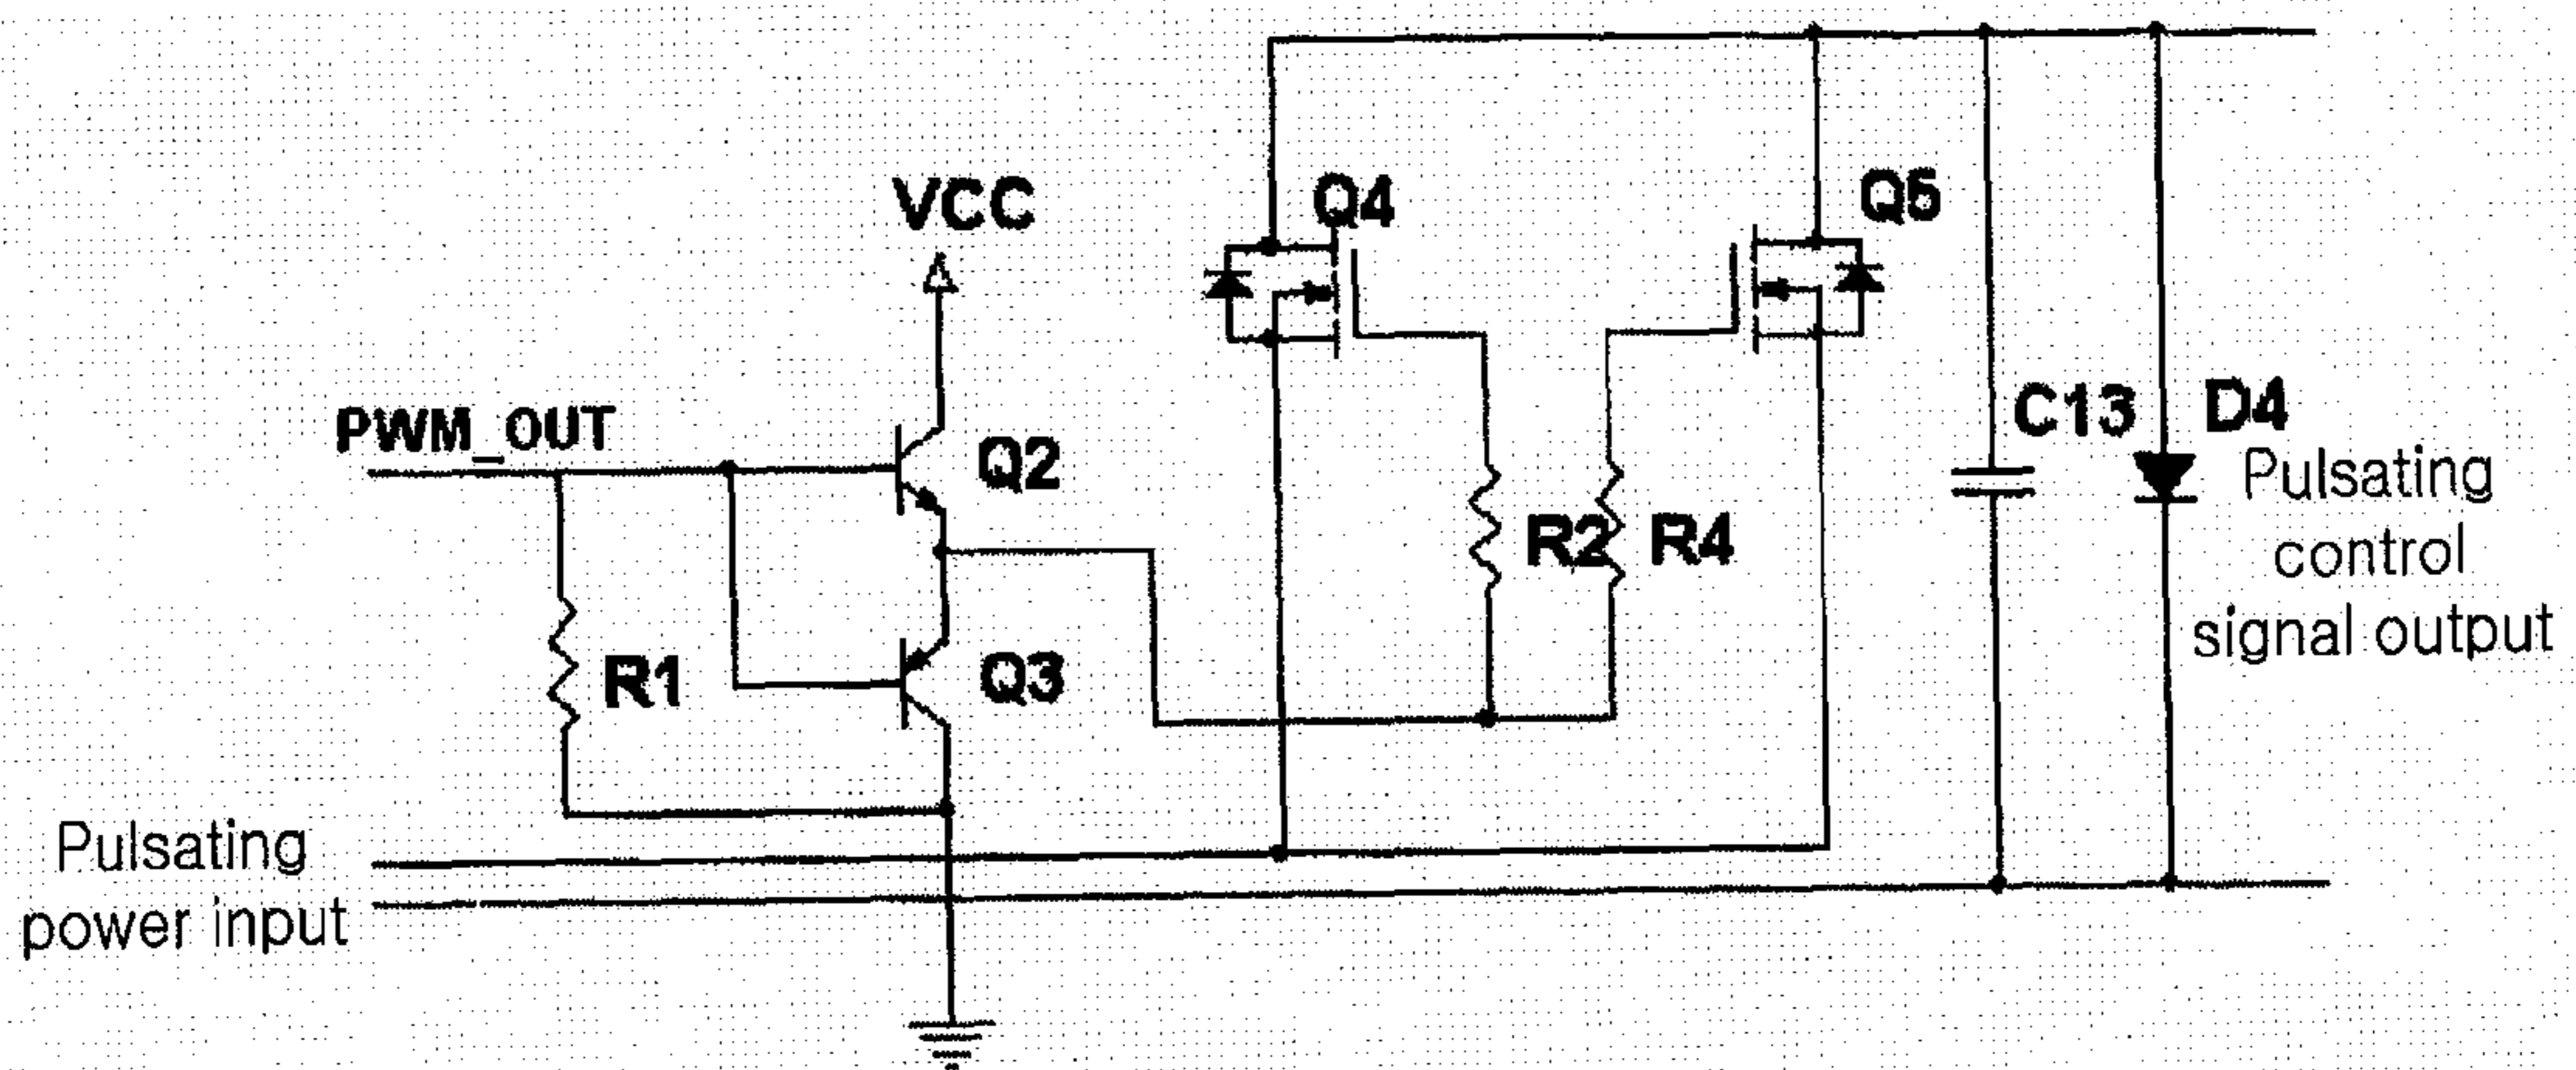 VCC
Q4
Q5
PWM_OUT
Q2
C13
D4
Pulsating
control
signal output
R2
R4
R1
Q3
Pulsating
power input